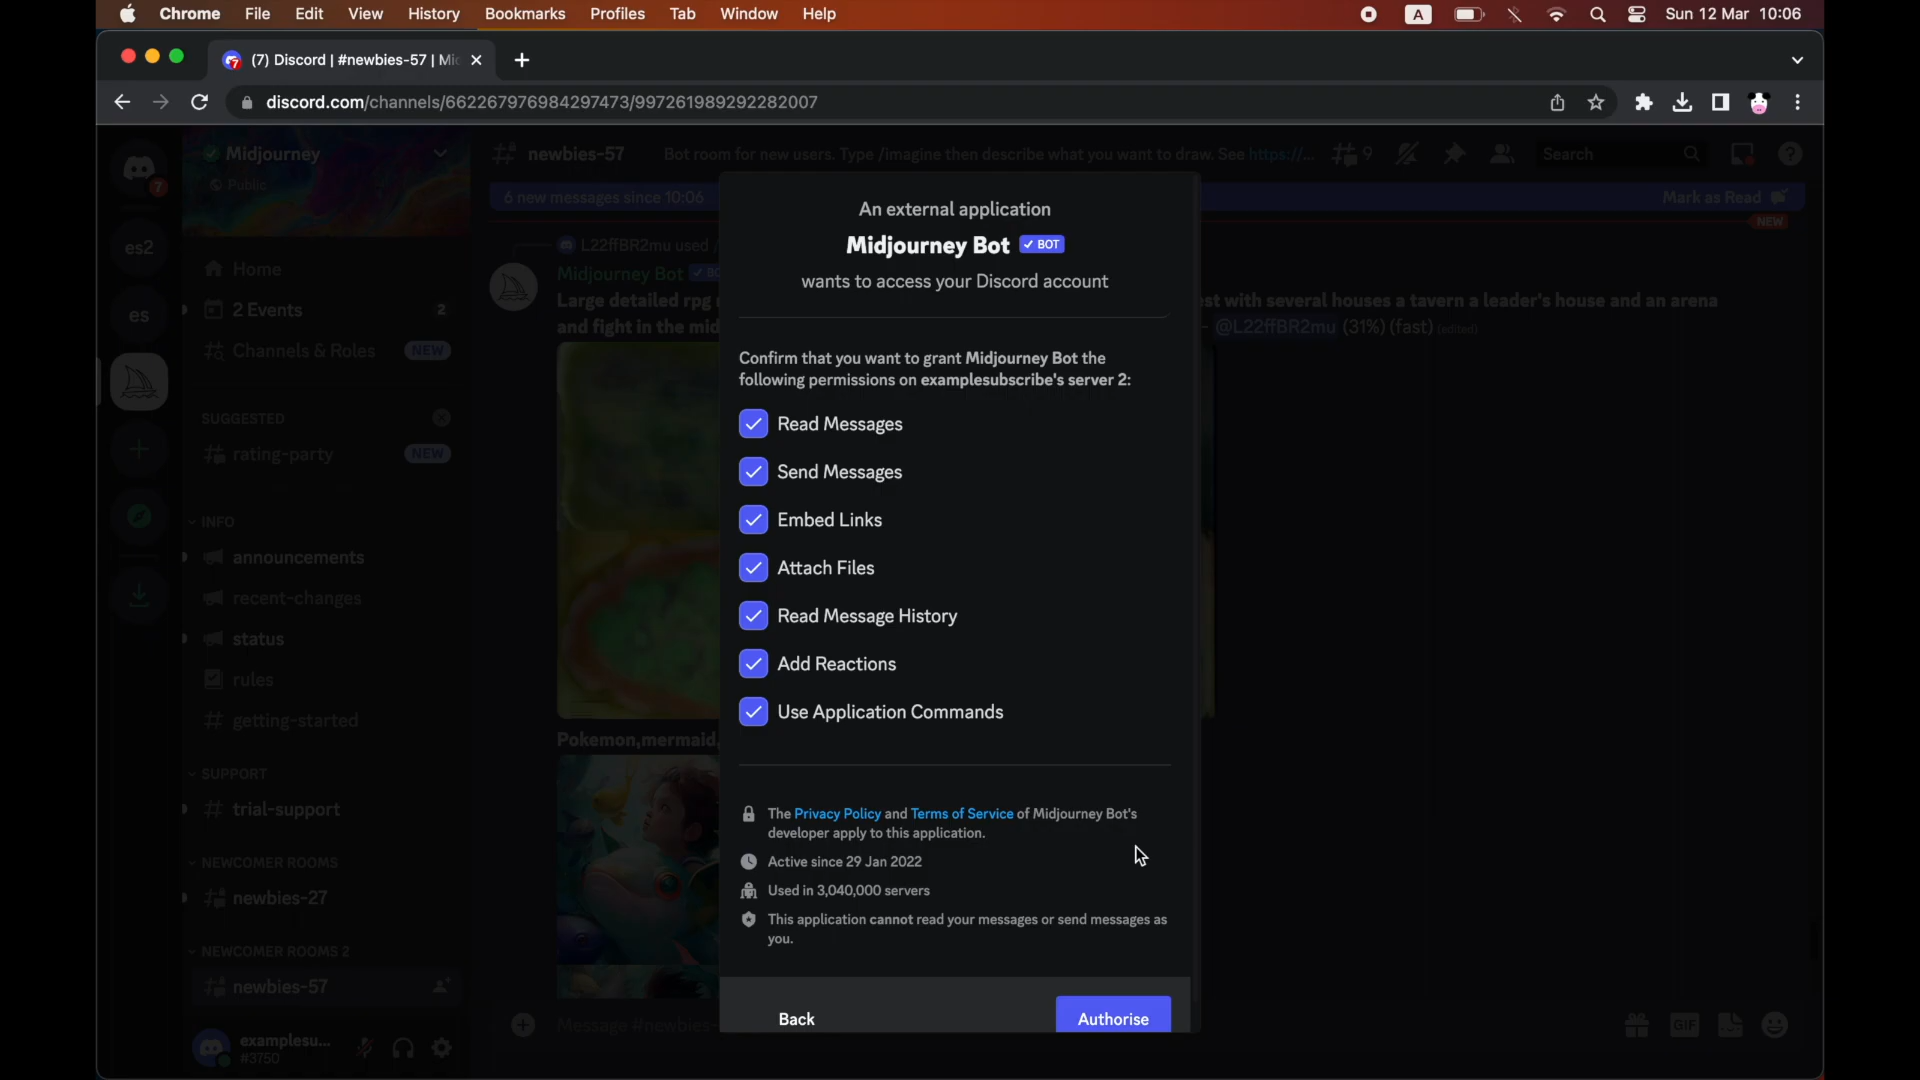 Chrome File Edit View History Bookmarks Profiles Tab Window Help
A Sun 12 Mar 10:06
(7) Discord | #newbies-57 | Mi
discord.com/channels/662267976984297473/997261989292282007
Midjourney
Public
7
es2
es
Home
2 Events 2
Channels & Roles NEW
SUGGESTED
rating-party NEW
INFO
announcements
recent-changes
status
rules
getting-started
SUPPORT
trial-support
NEWCOMER ROOMS
newbies-27
NEWCOMER ROOMS 2
newbies-57
examplesu...
#3750
newbies-57 Bot room for new users. Type /imagine then describe what you want to draw. See https://... 9 Search
6 new messages since 10:06 Mark as Read
NEW
L22ffBR2mu used
Midjourney Bot
Large detailed rpg
with several houses a tavern a leader's house and an arena
and fight in the mid
- @L22ffBR2mu (31%) (fast) (edited)
Pokemon,mermaid,
Message #newbies-
GIF
An external application
Midjourney Bot BOT
wants to access your Discord account
Confirm that you want to grant Midjourney Bot the
following permissions on examplesubscribe's server 2:
Read Messages
Send Messages
Embed Links
Attach Files
Read Message History
Add Reactions
Use Application Commands
The Privacy Policy and Terms of Service of Midjourney Bot's
developer apply to this application.
Active since 29 Jan 2022
Used in 3,040,000 servers
This application cannot read your messages or send messages as
you.
Back Authorise